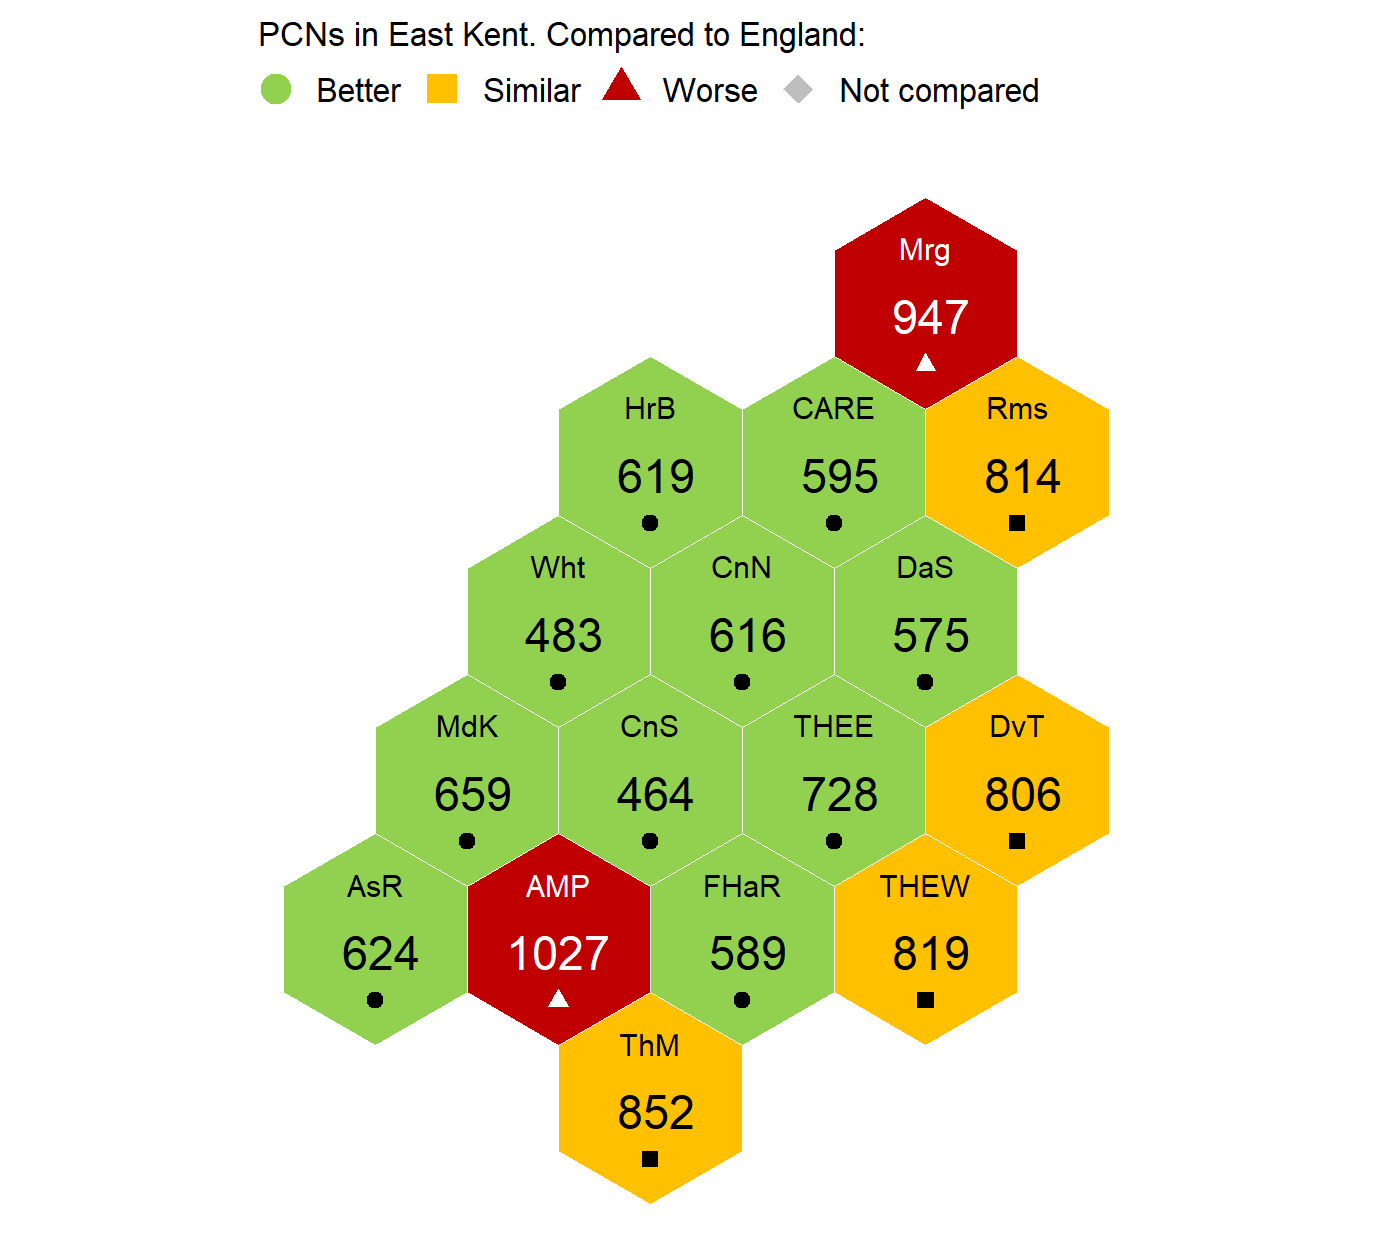 PCNs in East Kent. Compared to England:
Better Similar Worse Not compared
Mrg
947
HrB CARE Rms
619 595 814
Wht CnN DaS
483 616 575
MdK CnS THEE DvT
659 464 728 806
AsR AMP FHaR THEW
624 1027 589 819
ThM
852